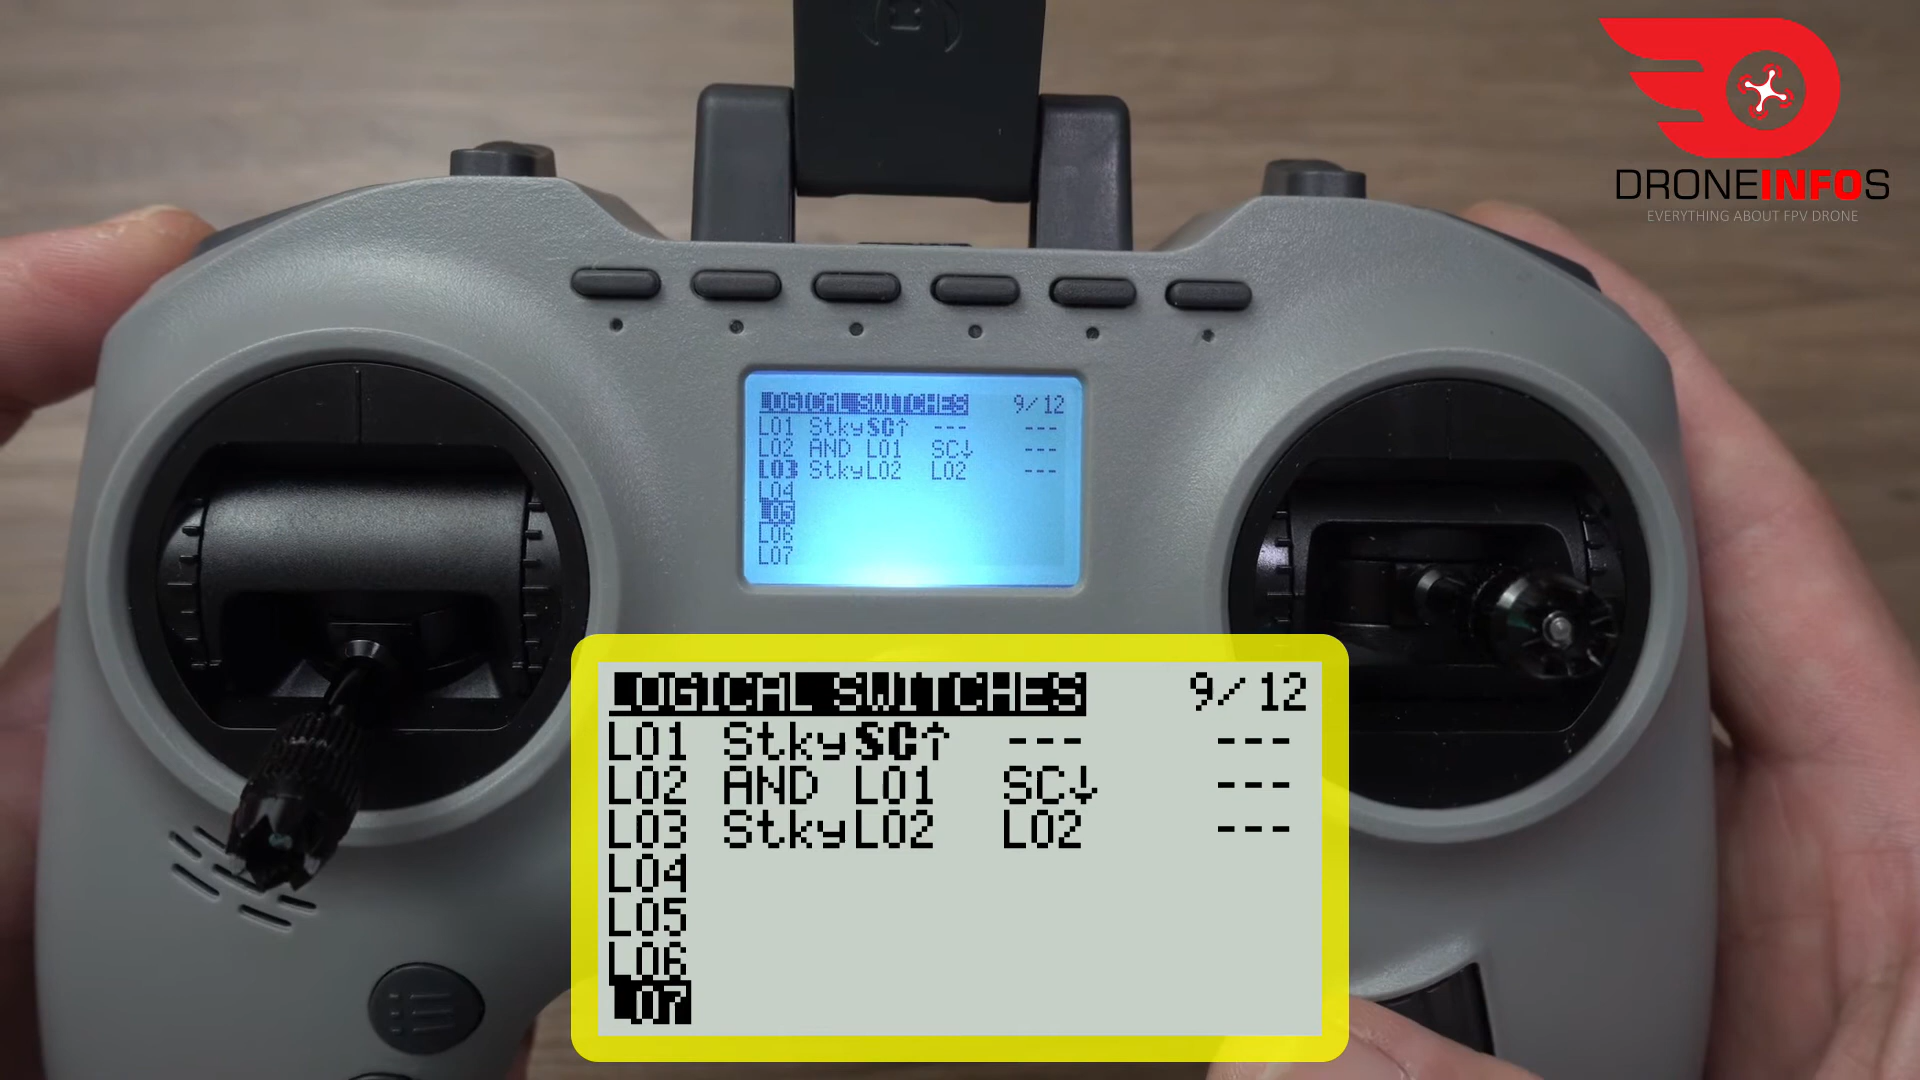 DRONEINFOS
EVERYTHING ABOUT FPV DRONE
LOGICAL SWITCHES 9/12
L01 Stky SC↑ --- ---
L02 AND L01 SC↓ ---
L03 Stky L02 L02 ---
L04
L05
L06
L07
LOGICAL SWITCHES 9/12
L01 Stky SC↑ --- ---
L02 AND L01 SC↓ ---
L03 Stky L02 L02 ---
L04
L05
L06
L07